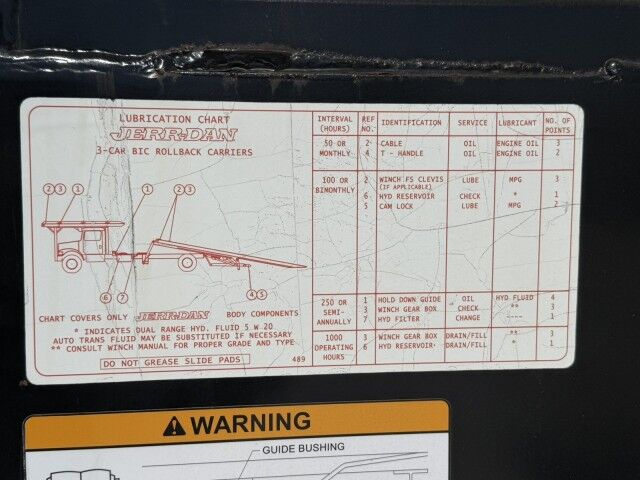 LUBRICATION CHART
JERR-DAN
3-CAR BIC ROLLBACK CARRIERS
2 3 1 1 2 3
6 7 4 5
CHART COVERS ONLY JERR-DAN BODY COMPONENTS
* INDICATES DUAL RANGE HYD. FLUID 5 W 20
AUTO TRANS FLUID MAY BE SUBSTITUTED IF NECESSARY
** CONSULT WINCH MANUAL FOR PROPER GRADE AND TYPE
DO NOT GREASE SLIDE PADS 489
INTERVAL (HOURS) REF NO. IDENTIFICATION SERVICE LUBRICANT NO. OF POINTS
50 OR MONTHLY 2 CABLE OIL ENGINE OIL 3
4 T - HANDLE OIL ENGINE OIL 2
100 OR BIMONTHLY 2 WINCH FS CLEVIS (IF APPLICABLE) LUBE MPG 3
6 HYD RESERVOIR CHECK * 1
5 CAM LOCK LUBE MPG 2
250 OR SEMI-ANNUALLY 1 HOLD DOWN GUIDE OIL HYD FLUID 4
3 WINCH GEAR BOX CHECK ** 3
7 HYD FILTER CHANGE ---- 1
1000 OPERATING HOURS 3 WINCH GEAR BOX DRAIN/FILL ** 3
6 HYD RESERVOIR DRAIN/FILL * 1
WARNING
GUIDE BUSHING